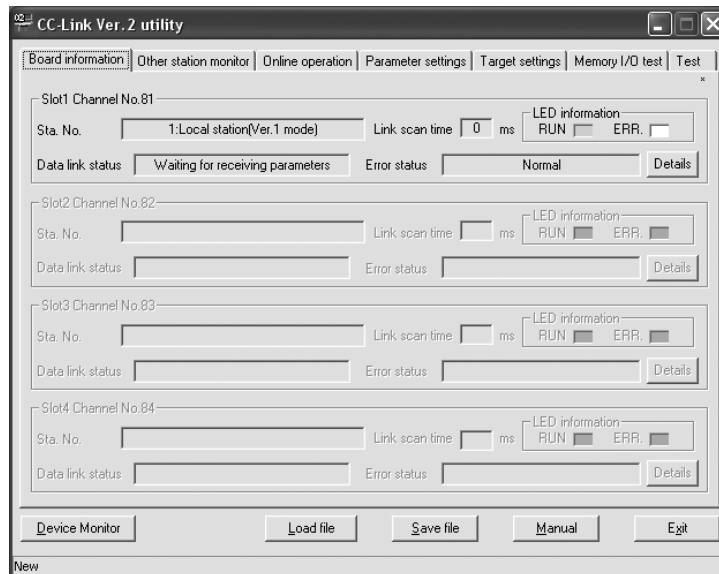 CC-Link Ver.2 utility
Board information Other station monitor Online operation Parameter settings Target settings Memory I/O test Test
Slot1 Channel No.81
Sta. No. 1:Local station(Ver.1 mode) Link scan time 0 ms LED information RUN ERR.
Data link status Waiting for receiving parameters Error status Normal Details
Slot2 Channel No.82
Sta. No. Link scan time ms LED information RUN ERR.
Data link status Error status Details
Slot3 Channel No.83
Sta. No. Link scan time ms LED information RUN ERR.
Data link status Error status Details
Slot4 Channel No.84
Sta. No. Link scan time ms LED information RUN ERR.
Data link status Error status Details
Device Monitor Load file Save file Manual Exit
New